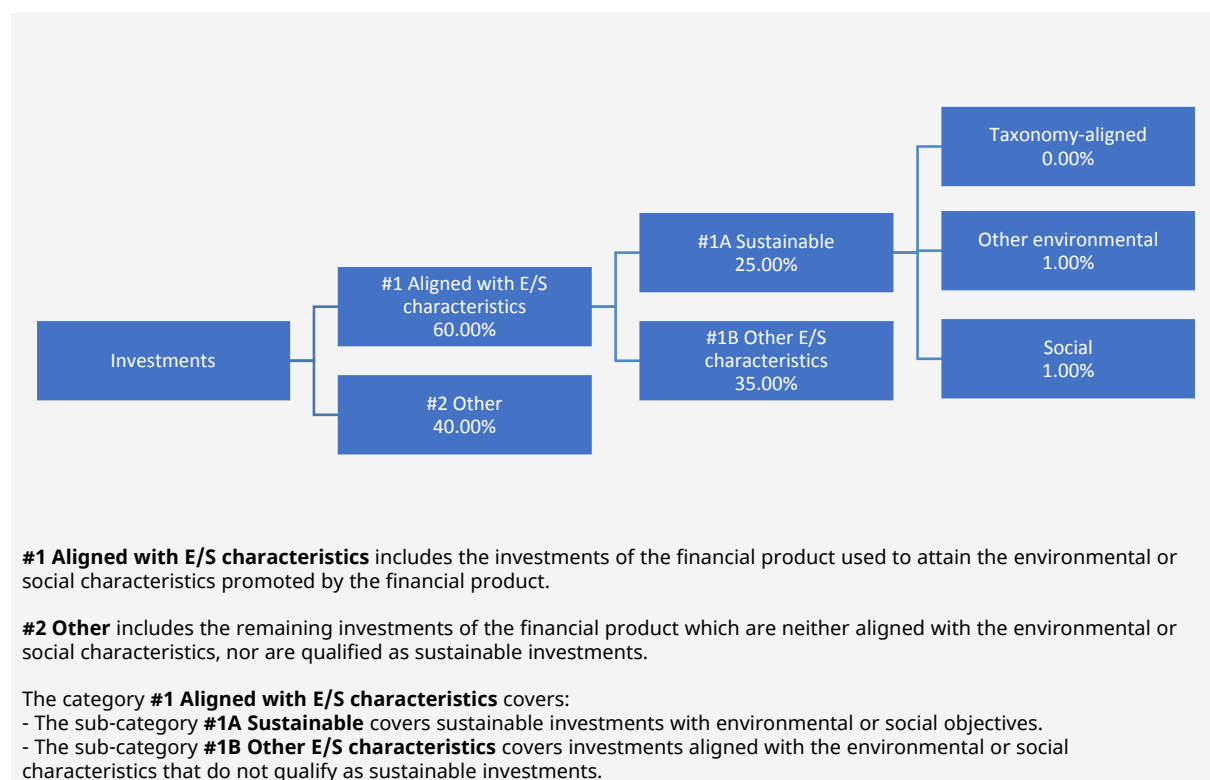 Investments
#1 Aligned with E/S
characteristics
60.00%
#2 Other
40.00%
#1A Sustainable
25.00%
#1B Other E/S
characteristics
35.00%
Taxonomy-aligned
0.00%
Other environmental
1.00%
Social
1.00%
#1 Aligned with E/S characteristics includes the investments of the financial product used to attain the environmental or
social characteristics promoted by the financial product.
#2 Other includes the remaining investments of the financial product which are neither aligned with the environmental or
social characteristics, nor are qualified as sustainable investments.
The category #1 Aligned with E/S characteristics covers:
- The sub-category #1A Sustainable covers sustainable investments with environmental or social objectives.
- The sub-category #1B Other E/S characteristics covers investments aligned with the environmental or social
characteristics that do not qualify as sustainable investments.